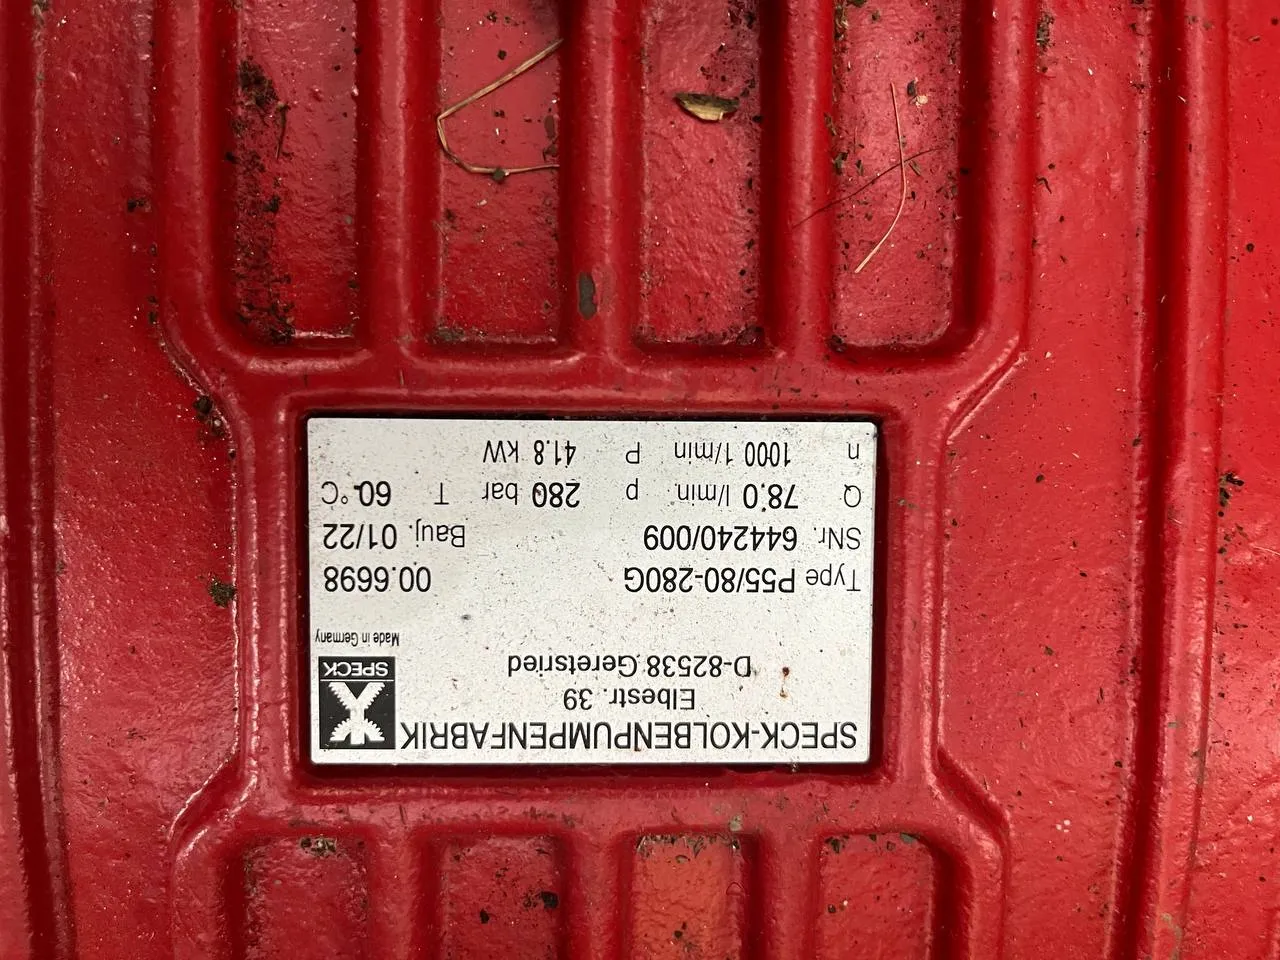 SPECK-KOLBENPUMPENFABRIK
Elbestr. 39
D-82538 Geretsried
SPECK
Made in Germany
Type P55/80-280G 00.6698
SNr. 644240/009 Bauj. 01/22
Q 78.0 l/min. p 280 bar T 60 °C
n 1000 1/min P 41.8 kW